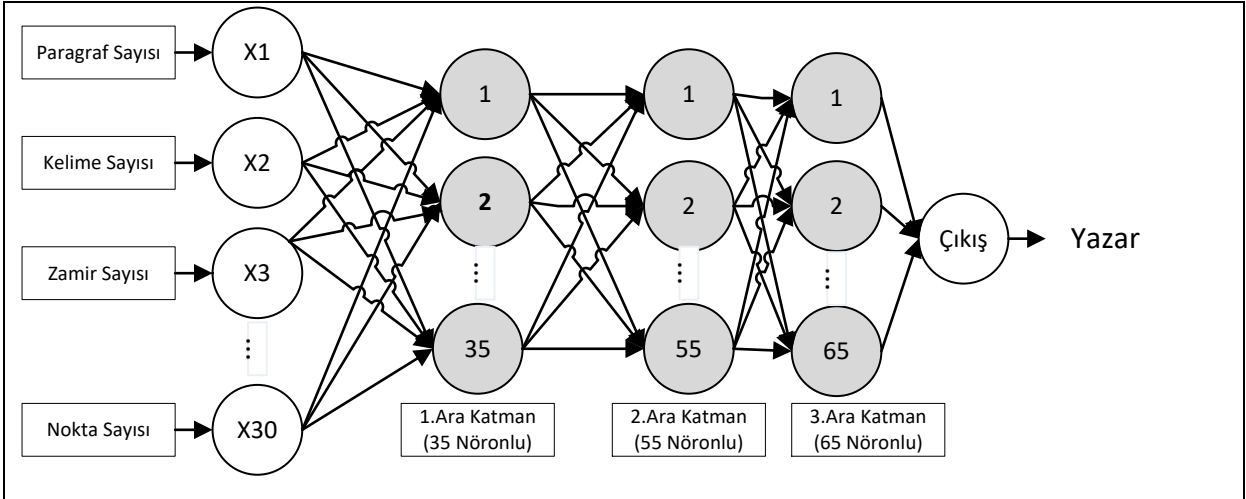 Paragraf Sayısı
X1
1
1
1
Kelime Sayısı
X2
2
2
2
Zamir Sayısı
X3
...
...
...
Çıkış
Yazar
...
35
55
65
Nokta Sayısı
X30
1.Ara Katman
(35 Nöronlu)
2.Ara Katman
(55 Nöronlu)
3.Ara Katman
(65 Nöronlu)